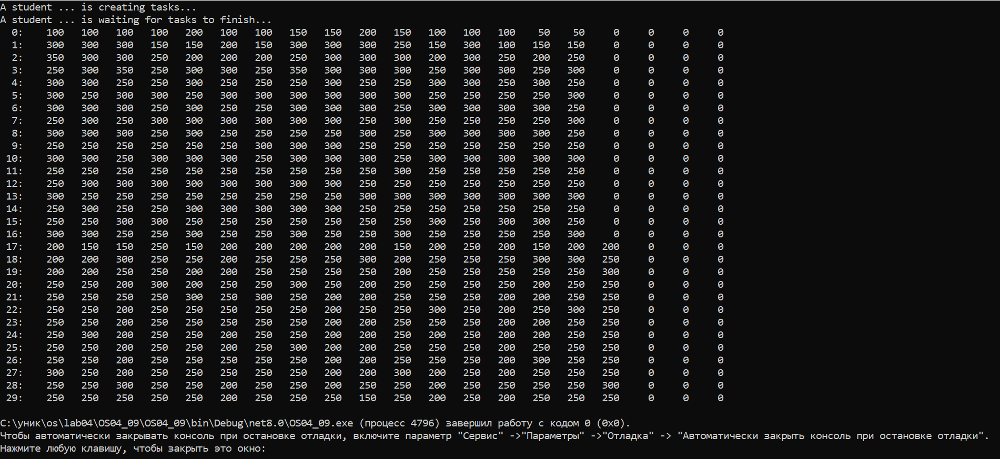 A student ... is creating tasks...
A student ... is waiting for tasks to finish...
0: 100 100 100 100 200 100 100 150 150 200 150 100 100 100 50 50 0 0 0 0
1: 300 300 300 150 150 200 150 300 300 300 250 150 300 100 150 150 0 0 0 0
2: 350 300 300 250 200 200 200 250 300 300 300 200 300 250 200 250 0 0 0 0
3: 250 300 350 250 300 300 250 350 300 300 300 250 300 300 250 300 0 0 0 0
4: 300 300 250 250 300 250 250 250 300 250 250 300 300 250 300 250 0 0 0 0
5: 300 250 300 300 250 300 300 300 300 300 300 250 250 250 250 300 0 0 0 0
6: 300 300 300 250 300 250 250 300 300 300 250 300 300 300 300 250 0 0 0 0
7: 250 300 250 300 300 300 300 300 300 250 300 250 250 250 250 300 0 0 0 0
8: 300 300 300 250 300 250 250 250 250 300 250 300 300 300 300 250 0 0 0 0
9: 250 250 250 250 250 250 300 300 300 250 250 250 250 250 250 250 0 0 0 0
10: 300 300 250 300 300 300 250 300 300 300 250 300 300 300 300 300 0 0 0 0
11: 250 250 250 250 250 250 250 250 250 250 300 250 250 250 250 250 0 0 0 0
12: 250 300 300 300 300 300 300 300 300 250 250 250 250 250 250 250 0 0 0 0
13: 300 250 250 250 250 250 250 250 250 300 300 300 300 300 300 300 0 0 0 0
14: 250 300 250 250 300 300 300 300 300 250 250 300 250 250 250 250 0 0 0 0
15: 250 250 300 300 250 250 250 250 250 250 250 300 250 300 300 250 0 0 0 0
16: 300 300 250 250 300 250 250 300 250 250 300 250 250 250 250 300 0 0 0 0
17: 200 150 150 250 150 200 200 200 200 200 150 200 250 200 150 200 200 0 0 0
18: 200 200 300 250 250 200 250 250 250 300 200 250 250 250 300 300 250 0 0 0
19: 200 200 250 250 200 200 250 250 250 250 200 250 250 250 250 250 300 0 0 0
20: 250 250 200 300 200 250 250 300 250 200 250 250 250 250 200 250 250 0 0 0
21: 250 250 250 250 300 250 300 250 200 200 250 250 250 200 200 250 250 0 0 0
22: 250 250 200 250 250 250 250 250 200 250 250 300 250 200 250 300 250 0 0 0
23: 250 250 200 250 250 250 250 250 200 200 250 250 250 200 200 250 250 0 0 0
24: 250 300 200 250 250 200 250 250 200 200 250 200 250 200 200 250 250 0 0 0
25: 250 250 200 250 250 200 250 300 200 200 250 250 250 200 250 250 250 0 0 0
26: 250 250 200 250 250 250 250 250 200 200 250 250 250 200 300 250 250 0 0 0
27: 300 250 200 250 250 250 250 250 200 200 300 200 250 200 250 250 250 0 0 0
28: 250 250 300 250 250 200 250 250 200 250 250 200 250 250 250 250 300 0 0 0
29: 250 250 250 250 250 200 250 250 250 150 250 200 250 200 250 250 250 0 0 0
C:\уник\os\lab04\OS04_09\OS04_09\bin\Debug\net8.0\OS04_09.exe (процесс 4796) завершил работу с кодом 0 (0x0).
Чтобы автоматически закрывать консоль при остановке отладки, включите параметр "Сервис" ->"Параметры" ->"Отладка" -> "Автоматически закрыть консоль при остановке отладки".
Нажмите любую клавишу, чтобы закрыть это окно: